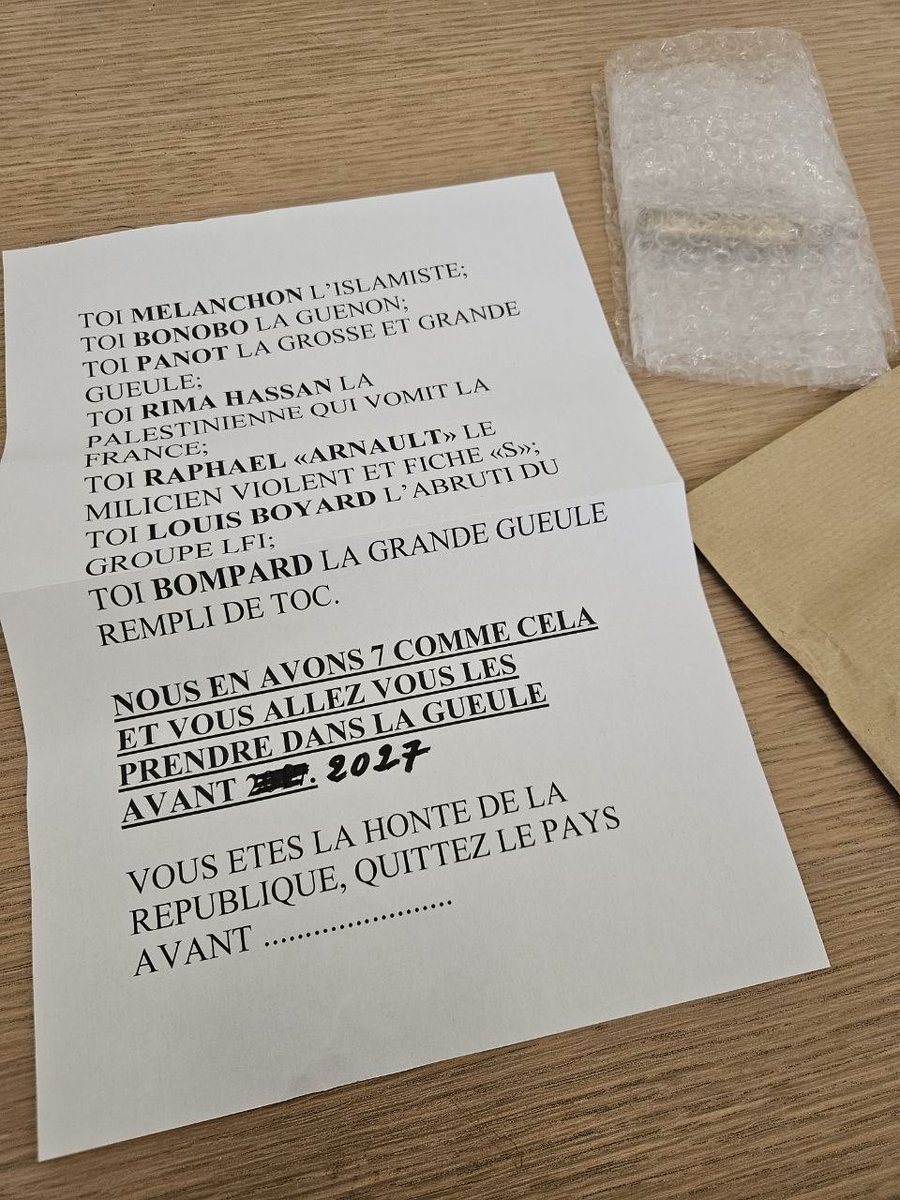 TOI MELANCHON L'ISLAMISTE;
TOI BONOBO LA GUENON;
TOI PANOT LA GROSSE ET GRANDE
GUEULE;
TOI RIMA HASSAN LA
PALESTINIENNE QUI VOMIT LA
FRANCE;
TOI RAPHAEL «ARNAULT» LE
MILICIEN VIOLENT ET FICHE «S»;
TOI LOUIS BOYARD L'ABRUTI DU
GROUPE LFI;
TOI BOMPARD LA GRANDE GUEULE
REMPLI DE TOC.
NOUS EN AVONS 7 COMME CELA
ET VOUS ALLEZ VOUS LES
PRENDRE DANS LA GUEULE
AVANT . 2027
VOUS ETES LA HONTE DE LA
REPUBLIQUE, QUITTEZ LE PAYS
AVANT ......................